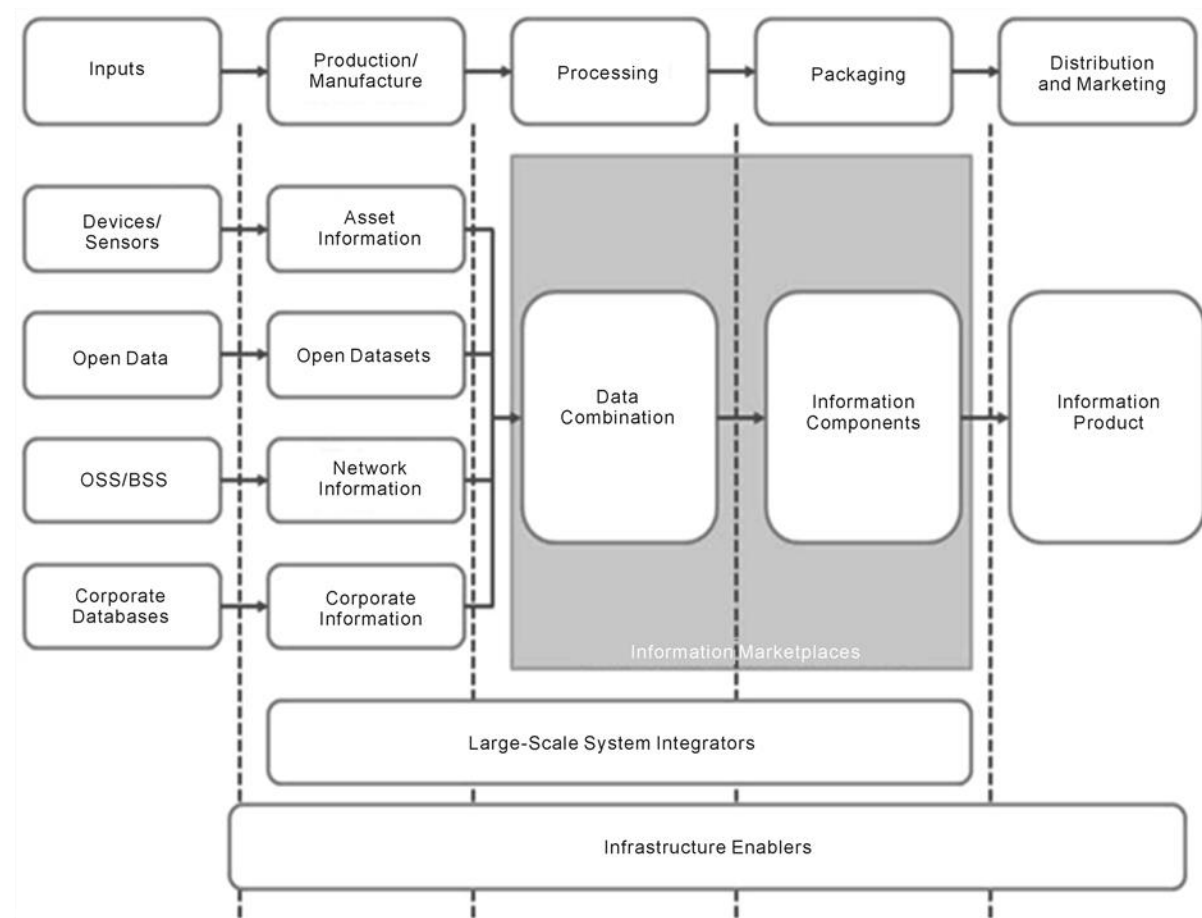 Inputs
Production/
Manufacture
Processing
Packaging
Distribution
and Marketing
Devices/
Sensors
Asset
Information
Open Data
Open Datasets
OSS/BSS
Network
Information
Corporate
Databases
Corporate
Information
Data
Combination
Information
Components
Information
Product
Information Marketplaces
Large-Scale System Integrators
Infrastructure Enablers